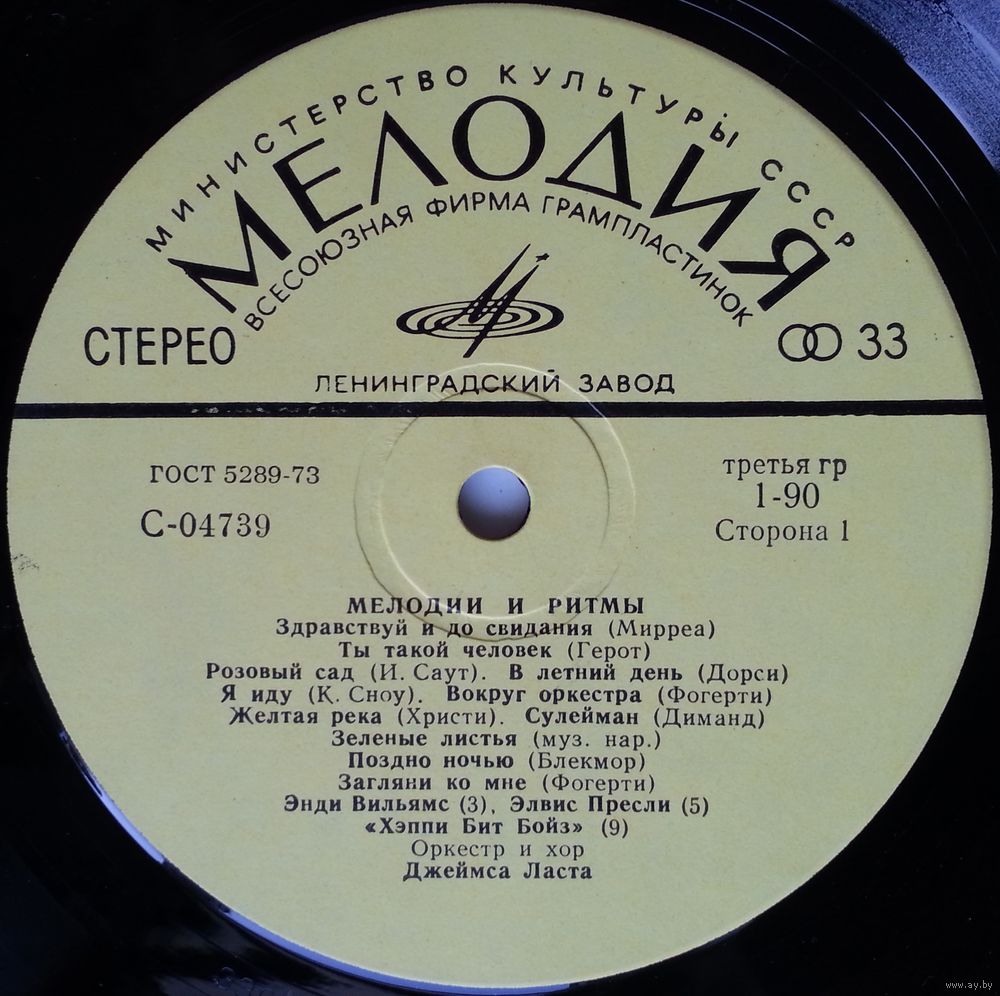 МИНИСТЕРСТВО КУЛЬТУРЫ СССР
МЕЛОДИЯ
ВСЕСОЮЗНАЯ ФИРМА ГРАМПЛАСТИНОК
СТЕРЕО
33
ЛЕНИНГРАДСКИЙ ЗАВОД
ГОСТ 5289-73
третья гр
1-90
С-04739
Сторона 1
МЕЛОДИИ И РИТМЫ
Здравствуй и до свидания (Мирреа)
Ты такой человек (Герот)
Розовый сад (И. Саут). В летний день (Дорси)
Я иду (К. Сноу). Вокруг оркестра (Фогерти)
Желтая река (Христи). Сулейман (Диманд)
Зеленые листья (муз. нар.)
Поздно ночью (Блекмор)
Загляни ко мне (Фогерти)
Энди Вильямс (3), Элвис Пресли (5)
«Хэппи Бит Бойз» (9)
Оркестр и хор
Джеймса Ласта
www.ay.by